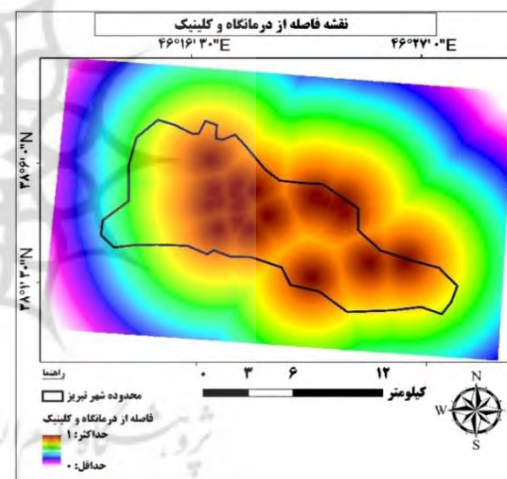 نقشه فاصله از درمانگاه و کلینیک
۴۶°۱۶'۳۰"E ۴۶°۲۷'۰"E
۳۸°۶'۰"N
۳۸°۱'۳۰"N
راهنما
۰ ۳ ۶ ۱۲
کیلومتر
محدوده شهر تبریز
فاصله از درمانگاه و کلینیک
حداکثر: ۱
حداقل: ۰
N
W E
S